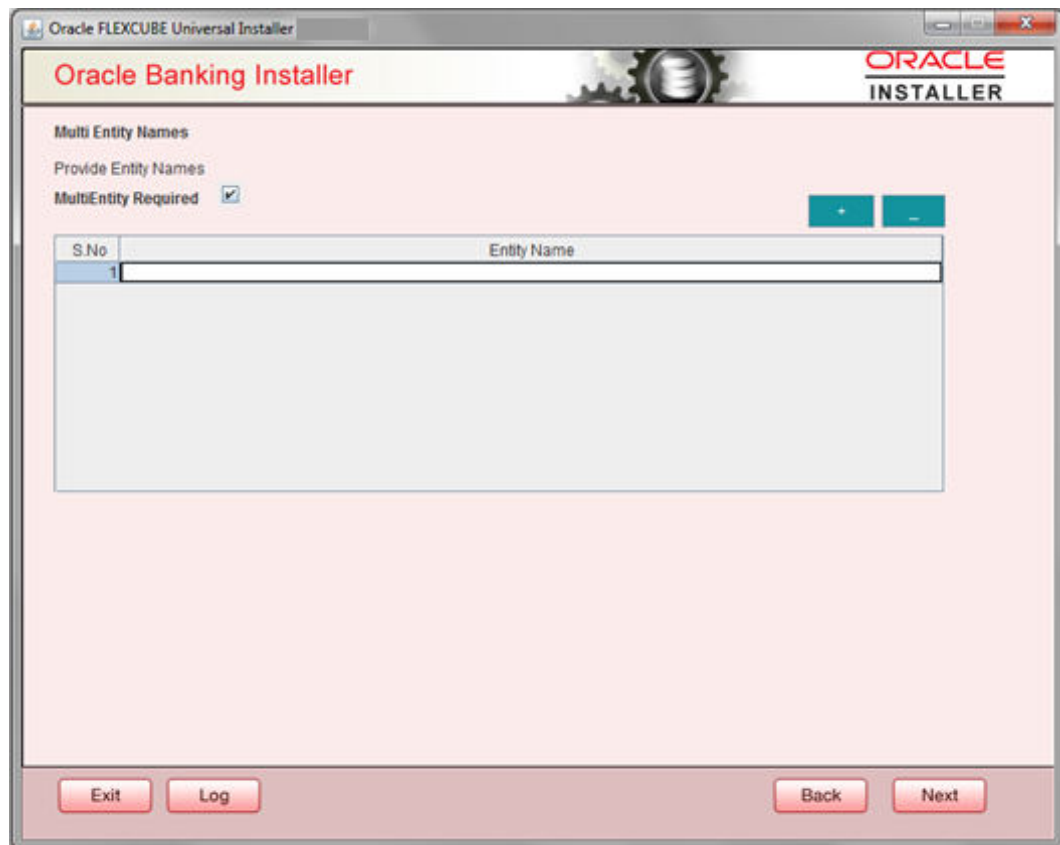 Oracle FLEXCUBE Universal Installer
Oracle Banking Installer
ORACLE
INSTALLER
Multi Entity Names
Provide Entity Names
MultiEntity Required
+ _
S.No Entity Name
1
Exit Log Back Next